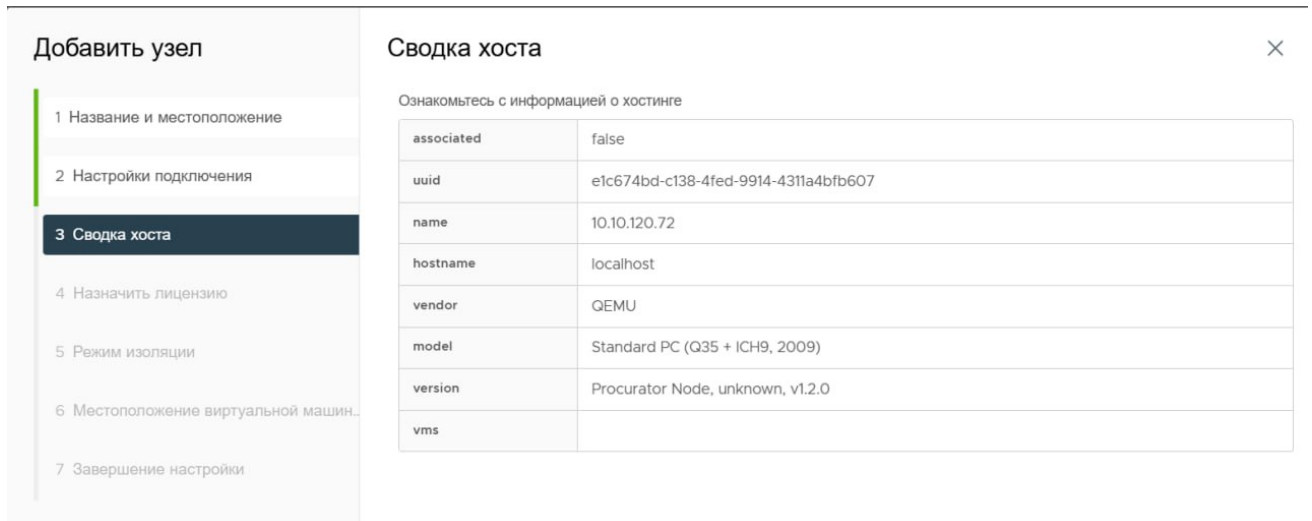 Добавить узел
1 Название и местоположение
2 Настройки подключения
3 Сводка хоста
4 Назначить лицензию
5 Режим изоляции
6 Местоположение виртуальной машин...
7 Завершение настройки
Сводка хоста
Ознакомьтесь с информацией о хостинге
associated false
uuid e1c674bd-c138-4fed-9914-4311a4bfb607
name 10.10.120.72
hostname localhost
vendor QEMU
model Standard PC (Q35 + ICH9, 2009)
version Procurator Node, unknown, v1.2.0
vms